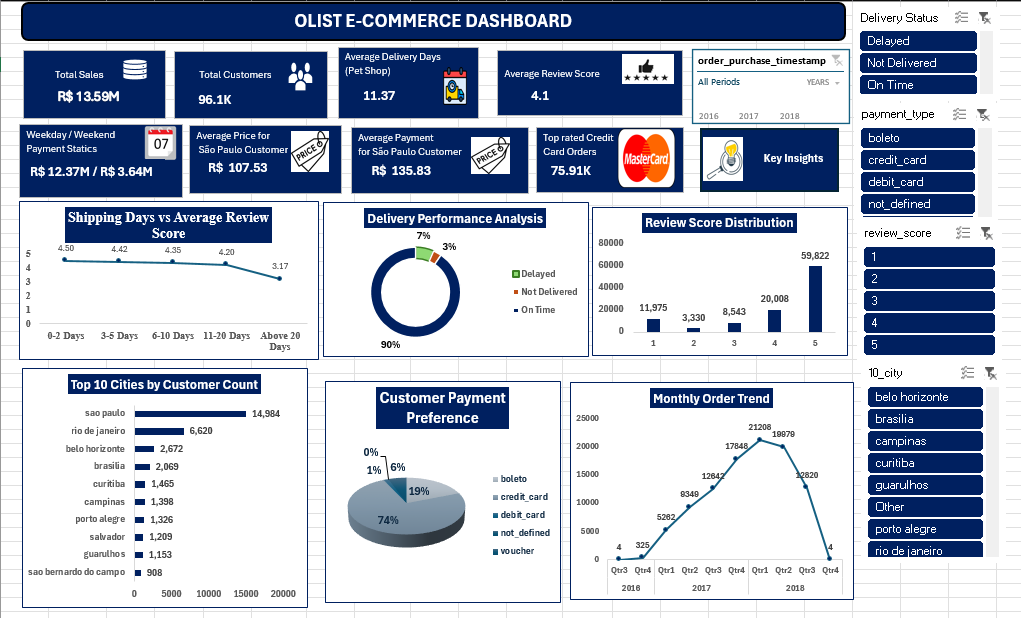 OLIST E-COMMERCE DASHBOARD
Total Sales
R$ 13.59M
Total Customers
96.1K
Average Delivery Days
(Pet Shop)
11.37
Average Review Score
4.1
order_purchase_timestamp
All Periods
YEARS
2016 2017 2018
Weekday / Weekend
Payment Statics
R$ 12.37M / R$ 3.64M
07
Average Price for
São Paulo Customer
R$ 107.53
PRICE
Average Payment
for São Paulo Customer
R$ 135.83
PRICE
Top rated Credit
Card Orders
75.91K
MasterCard
Key Insights
Shipping Days vs Average Review
Score
5
4
3
2
1
0
4.50 4.42 4.35 4.20 3.17
0-2 Days 3-5 Days 6-10 Days 11-20 Days Above 20
Days
Delivery Performance Analysis
7%
3%
90%
Delayed
Not Delivered
On Time
Review Score Distribution
80000
60000
40000
20000
0
11,975 3,330 8,543 20,008 59,822
1 2 3 4 5
Top 10 Cities by Customer Count
sao paulo 14,984
rio de janeiro 6,620
belo horizonte 2,672
brasilia 2,069
curitiba 1,465
campinas 1,398
porto alegre 1,326
salvador 1,209
guarulhos 1,153
sao bernardo do campo 908
0 5000 10000 15000 20000
Customer Payment
Preference
0%
1% 6%
19%
74%
boleto
credit_card
debit_card
not_defined
voucher
Monthly Order Trend
25000
20000
15000
10000
5000
0
4 325 5262 9349 12642 17848 21208 19979 12820 4
Qtr3 Qtr4 Qtr1 Qtr2 Qtr3 Qtr4 Qtr1 Qtr2 Qtr3 Qtr4
2016 2017 2018
Delivery Status
Delayed
Not Delivered
On Time
payment_type
boleto
credit_card
debit_card
not_defined
review_score
1
2
3
4
5
10_city
belo horizonte
brasilia
campinas
curitiba
guarulhos
Other
porto alegre
rio de janeiro